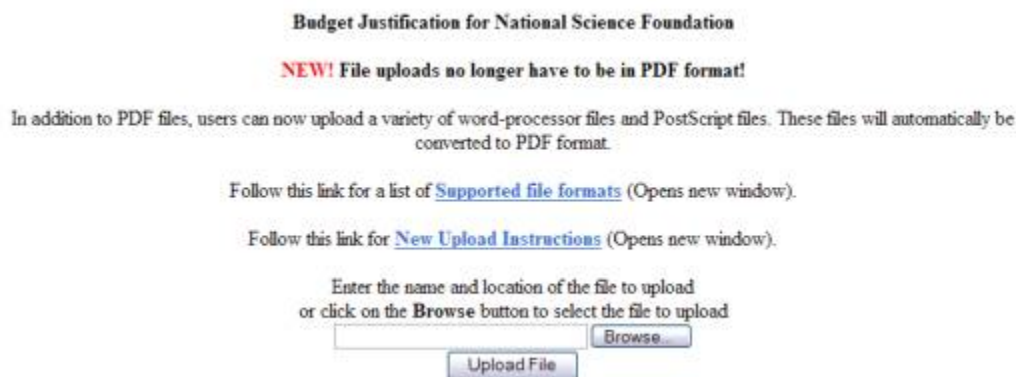 Budget Justification for National Science Foundation
NEW! File uploads no longer have to be in PDF format!
In addition to PDF files, users can now upload a variety of word-processor files and PostScript files. These files will automatically be
converted to PDF format.
Follow this link for a list of Supported file formats (Opens new window).
Follow this link for New Upload Instructions (Opens new window).
Enter the name and location of the file to upload
or click on the Browse button to select the file to upload
Browse...
Upload File